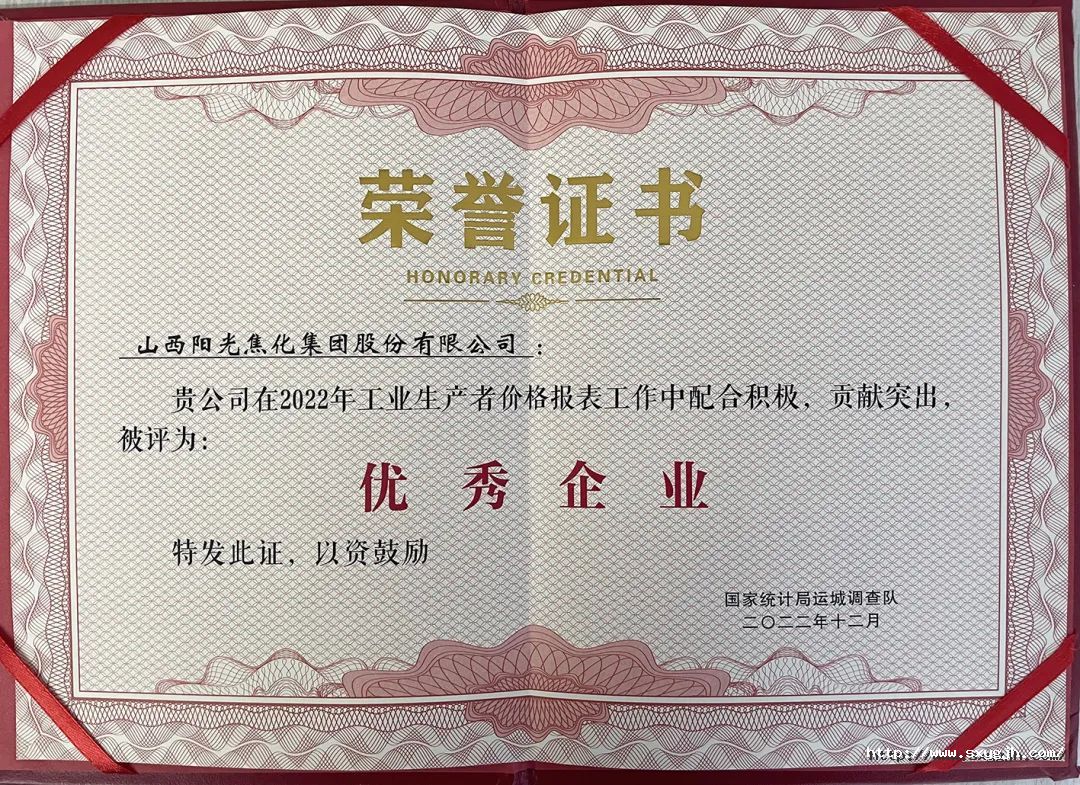 荣誉证书
HONORARY CREDENTIAL
山西阳光焦化集团股份有限公司：
贵公司在2022年工业生产者价格报表工作中配合积极，贡献突出，
被评为：
优秀企业
特发此证，以资鼓励
国家统计局运城调查队
二〇二二年十二月
http://www.sxygjh.com/